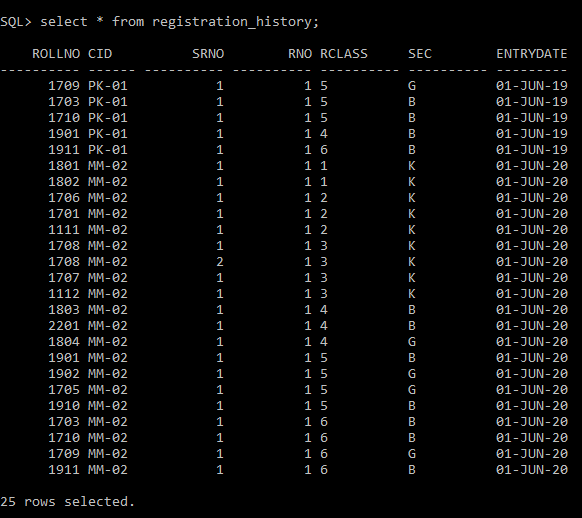 SQL> select * from registration_history;
ROLLNO CID SRNO RNO RCLASS SEC ENTRYDATE
---------- ------ ---------- ---------- ---------- ---------- ---------
1709 PK-01 1 1 5 G 01-JUN-19
1703 PK-01 1 1 5 B 01-JUN-19
1710 PK-01 1 1 5 B 01-JUN-19
1901 PK-01 1 1 4 B 01-JUN-19
1911 PK-01 1 1 6 B 01-JUN-19
1801 MM-02 1 1 1 K 01-JUN-20
1802 MM-02 1 1 1 K 01-JUN-20
1706 MM-02 1 1 2 K 01-JUN-20
1701 MM-02 1 1 2 K 01-JUN-20
1111 MM-02 1 1 2 K 01-JUN-20
1708 MM-02 1 1 3 K 01-JUN-20
1708 MM-02 2 1 3 K 01-JUN-20
1707 MM-02 1 1 3 K 01-JUN-20
1112 MM-02 1 1 3 K 01-JUN-20
1803 MM-02 1 1 4 B 01-JUN-20
2201 MM-02 1 1 4 B 01-JUN-20
1804 MM-02 1 1 4 G 01-JUN-20
1901 MM-02 1 1 5 B 01-JUN-20
1902 MM-02 1 1 5 G 01-JUN-20
1705 MM-02 1 1 5 G 01-JUN-20
1910 MM-02 1 1 5 B 01-JUN-20
1703 MM-02 1 1 6 B 01-JUN-20
1710 MM-02 1 1 6 B 01-JUN-20
1709 MM-02 1 1 6 G 01-JUN-20
1911 MM-02 1 1 6 B 01-JUN-20
25 rows selected.